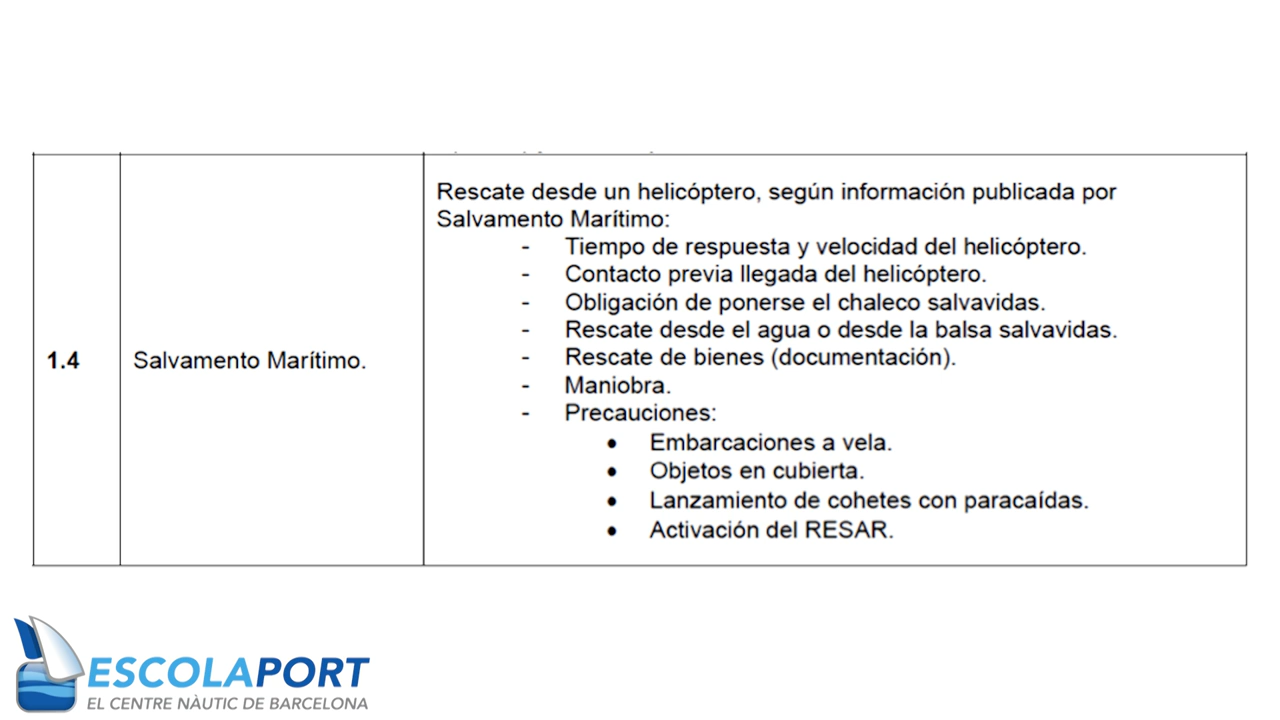 1.4
Salvamento Marítimo.
Rescate desde un helicóptero, según información publicada por
Salvamento Marítimo:
- Tiempo de respuesta y velocidad del helicóptero.
- Contacto previa llegada del helicóptero.
- Obligación de ponerse el chaleco salvavidas.
- Rescate desde el agua o desde la balsa salvavidas.
- Rescate de bienes (documentación).
- Maniobra.
- Precauciones:
• Embarcaciones a vela.
• Objetos en cubierta.
• Lanzamiento de cohetes con paracaídas.
• Activación del RESAR.
ESCOLAPORT
EL CENTRE NÀUTIC DE BARCELONA